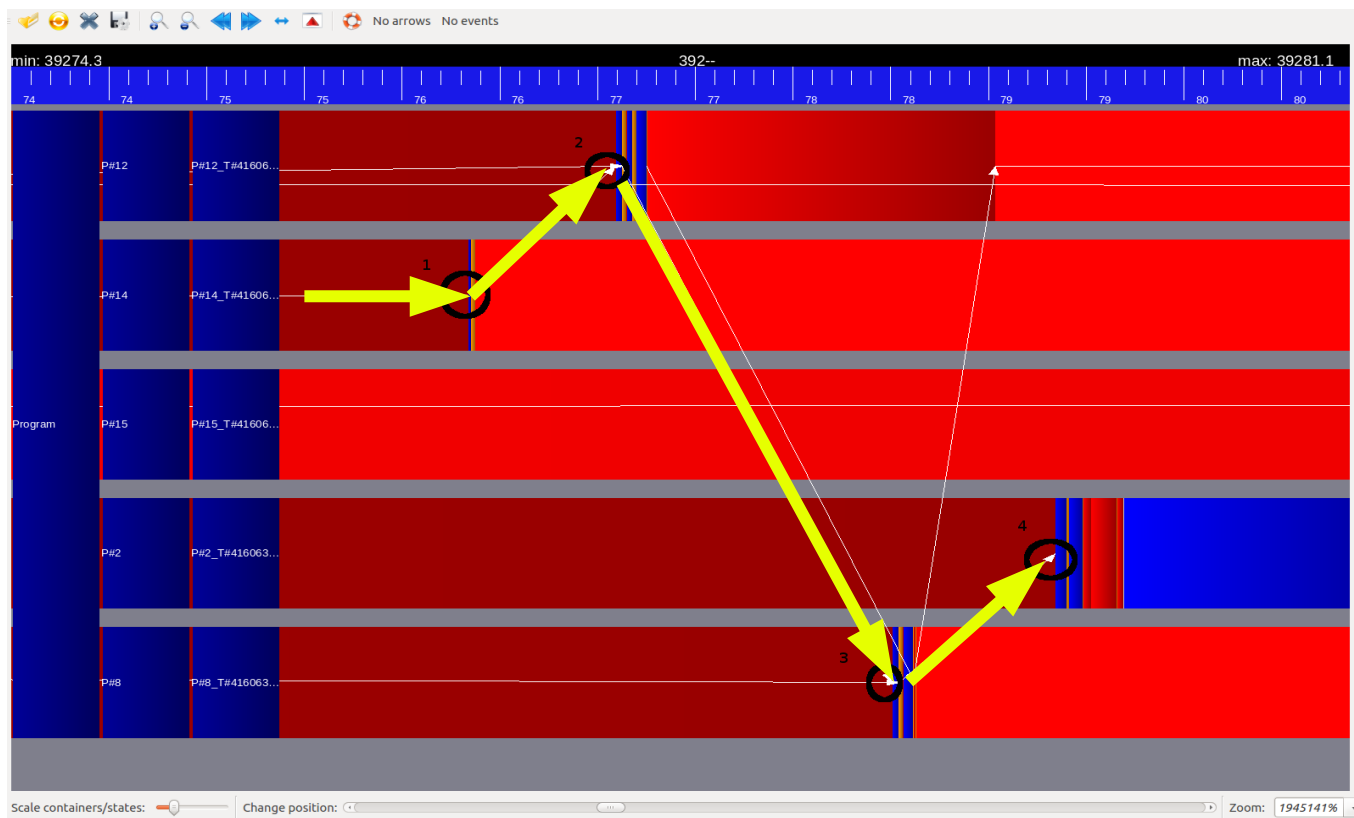 No arrows No events
min: 39274.3 392-- max: 39281.1
74 74 75 75 76 76 77 77 78 78 79 79 80 80
2
P#12 P#12_T#41606...
1
P#14 P#14_T#41606...
Program P#15 P#15_T#41606...
4
P#2 P#2_T#416063...
3
P#8 P#8_T#416063...
Scale containers/states: Change position: Zoom: 1945141%